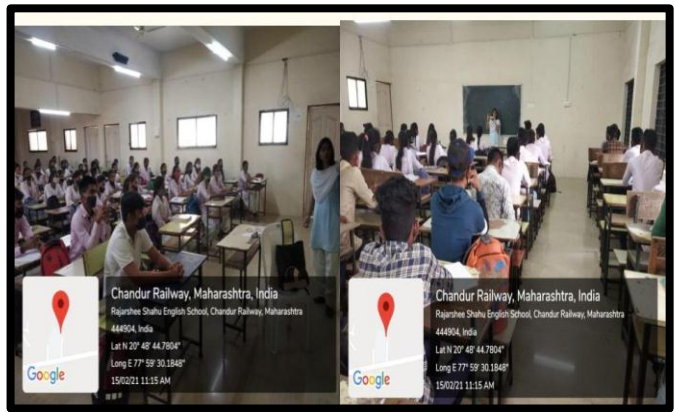 Chandur Railway, Maharashtra, India
Rajarshee Shahu English School, Chandur Railway, Maharashtra
444904, India
Lat N 20° 48' 44.7804"
Long E 77° 59' 30.1848"
15/02/21 11:15 AM
Google
Chandur Railway, Maharashtra, India
Rajarshee Shahu English School, Chandur Railway, Maharashtra
444904, India
Lat N 20° 48' 44.7804"
Long E 77° 59' 30.1848"
15/02/21 11:15 AM
Google